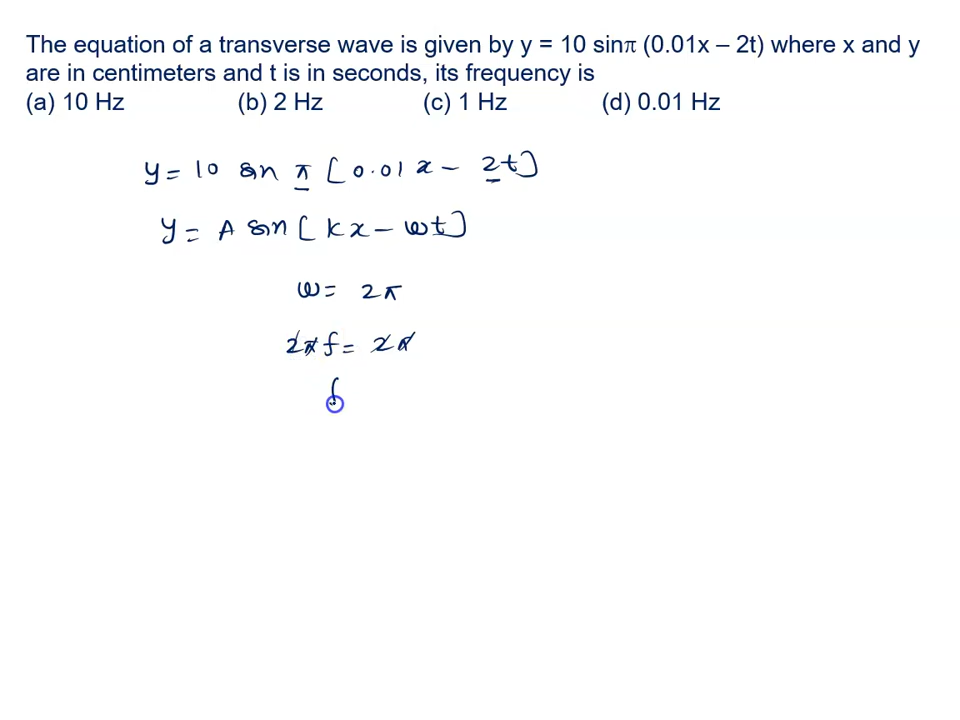 The equation of a transverse wave is given by y = 10 sinπ (0.01x – 2t) where x and y
are in centimeters and t is in seconds, its frequency is
(a) 10 Hz (b) 2 Hz (c) 1 Hz (d) 0.01 Hz
y = 10 sin π [0.01 x – 2t]
y = A sin [ kx – ωt]
ω = 2π
2πf = 2π
f